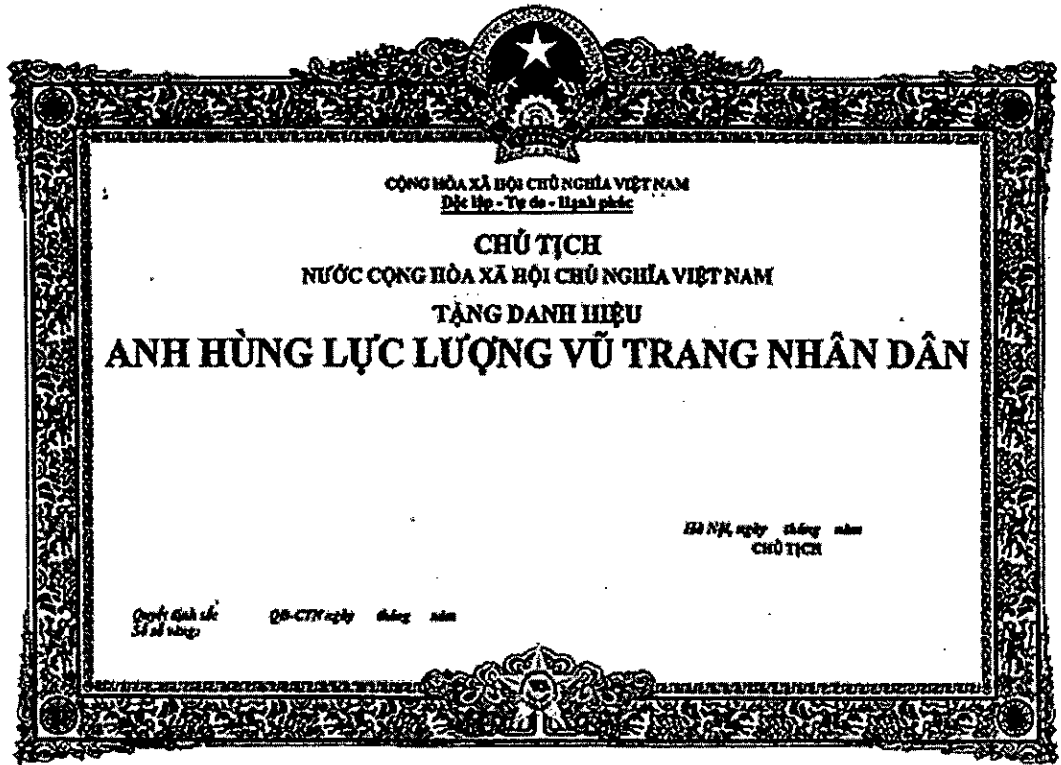 CỘNG HÒA XÃ HỘI CHỦ NGHĨA VIỆT NAM
Độc lập - Tự do - Hạnh phúc
CHỦ TỊCH
NƯỚC CỘNG HÒA XÃ HỘI CHỦ NGHĨA VIỆT NAM
TẶNG DANH HIỆU
ANH HÙNG LỰC LƯỢNG VŨ TRANG NHÂN DÂN
Hà Nội, ngày tháng năm
CHỦ TỊCH
Quyết định số: QĐ-CTN ngày tháng năm
Số sổ vàng: